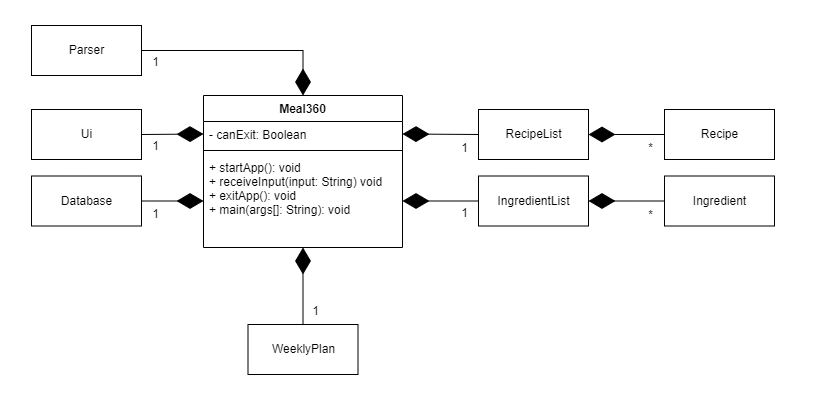 Parser
1
Meal360
- canExit: Boolean
+ startApp(): void
+ receiveInput(input: String) void
+ exitApp(): void
+ main(args[]: String): void
Ui
1
Database
1
RecipeList
1
Recipe
*
IngredientList
1
Ingredient
*
1
WeeklyPlan